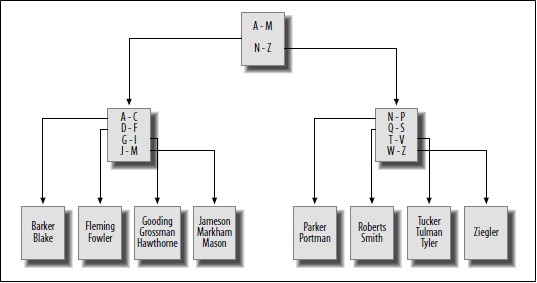 A - M
N - Z
A - C
D - F
G - I
J - M
N - P
Q - S
T - V
W - Z
Barker
Blake
Fleming
Fowler
Gooding
Grossman
Hawthorne
Jameson
Markham
Mason
Parker
Portman
Roberts
Smith
Tucker
Tulman
Tyler
Ziegler